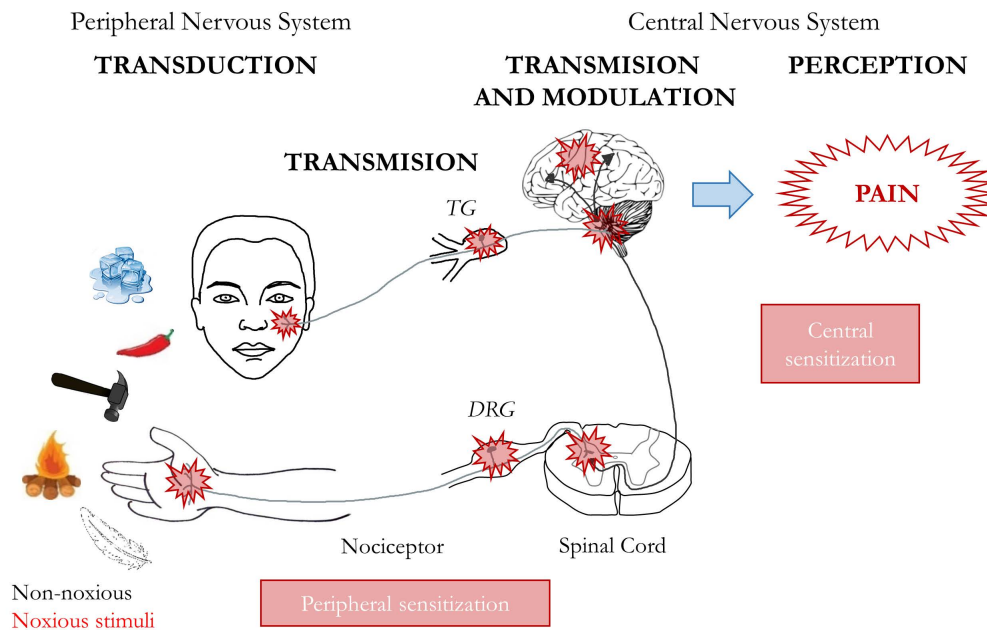 Peripheral Nervous System
Central Nervous System
TRANSDUCTION
TRANSMISION
AND MODULATION
PERCEPTION
TRANSMISION
TG
PAIN
Central
sensitization
DRG
Nociceptor
Spinal Cord
Non-noxious
Noxious stimuli
Peripheral sensitization